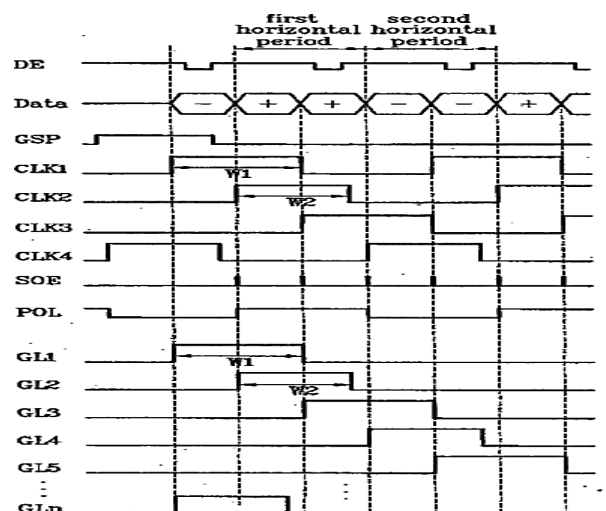 first second
horizontal horizontal
period period
DE
Data - + + - - +
GSP
CLK1
W1
CLK2
W2
CLK3
CLK4
SOE
POL
GL1
W1
GL2
W2
GL3
GL4
GL5
GLn